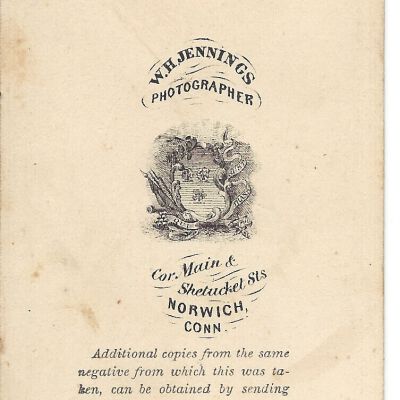 W.H. JENNINGS
PHOTOGRAPHER
Cor. Main &
Shetucket Sts
NORWICH,
CONN.
Additional copies from the same
negative from which this was ta-
ken, can be obtained by sending